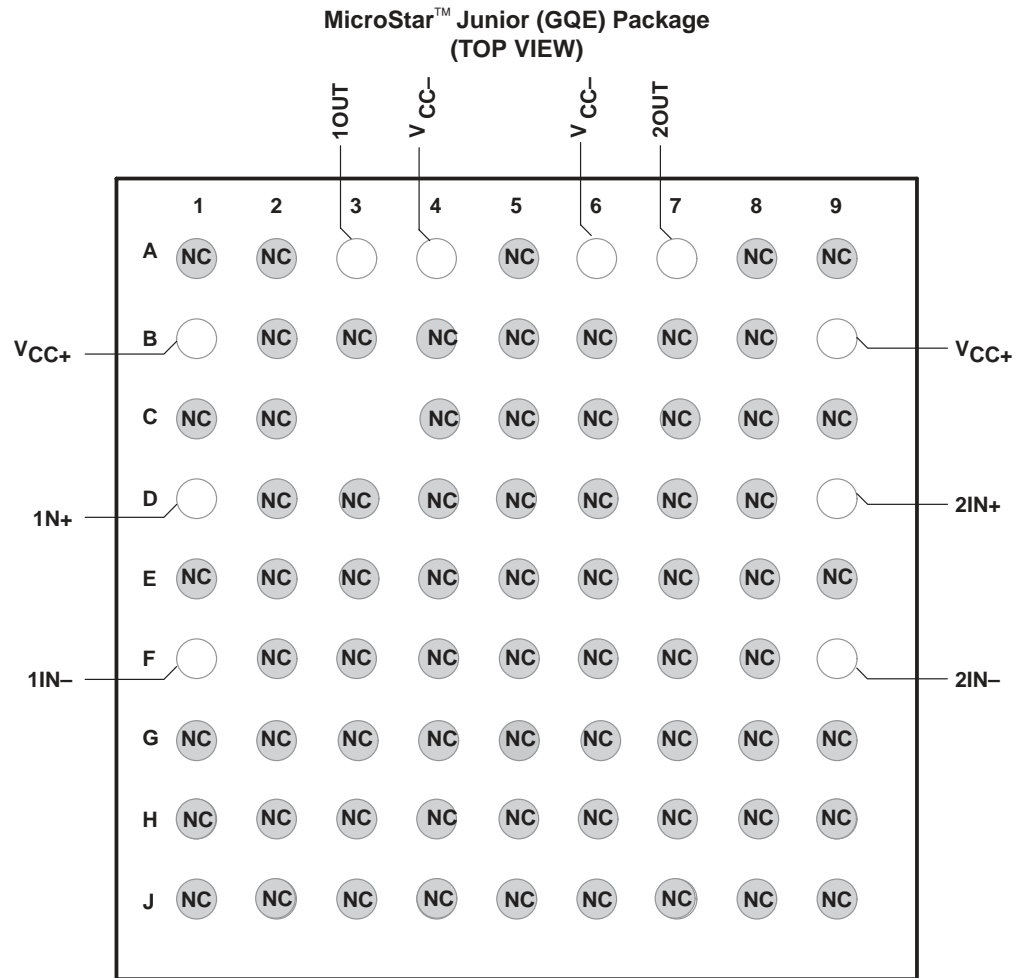 MicroStar™ Junior (GQE) Package
(TOP VIEW)
1OUT
VCC–
VCC–
2OUT
1 2 3 4 5 6 7 8 9
A NC NC NC NC NC
B NC NC NC NC NC NC NC
VCC+
VCC+
C NC NC NC NC NC NC NC NC
D NC NC NC NC NC NC NC
1N+
2IN+
E NC NC NC NC NC NC NC NC NC
F NC NC NC NC NC NC NC
1IN–
2IN–
G NC NC NC NC NC NC NC NC NC
H NC NC NC NC NC NC NC NC NC
J NC NC NC NC NC NC NC NC NC